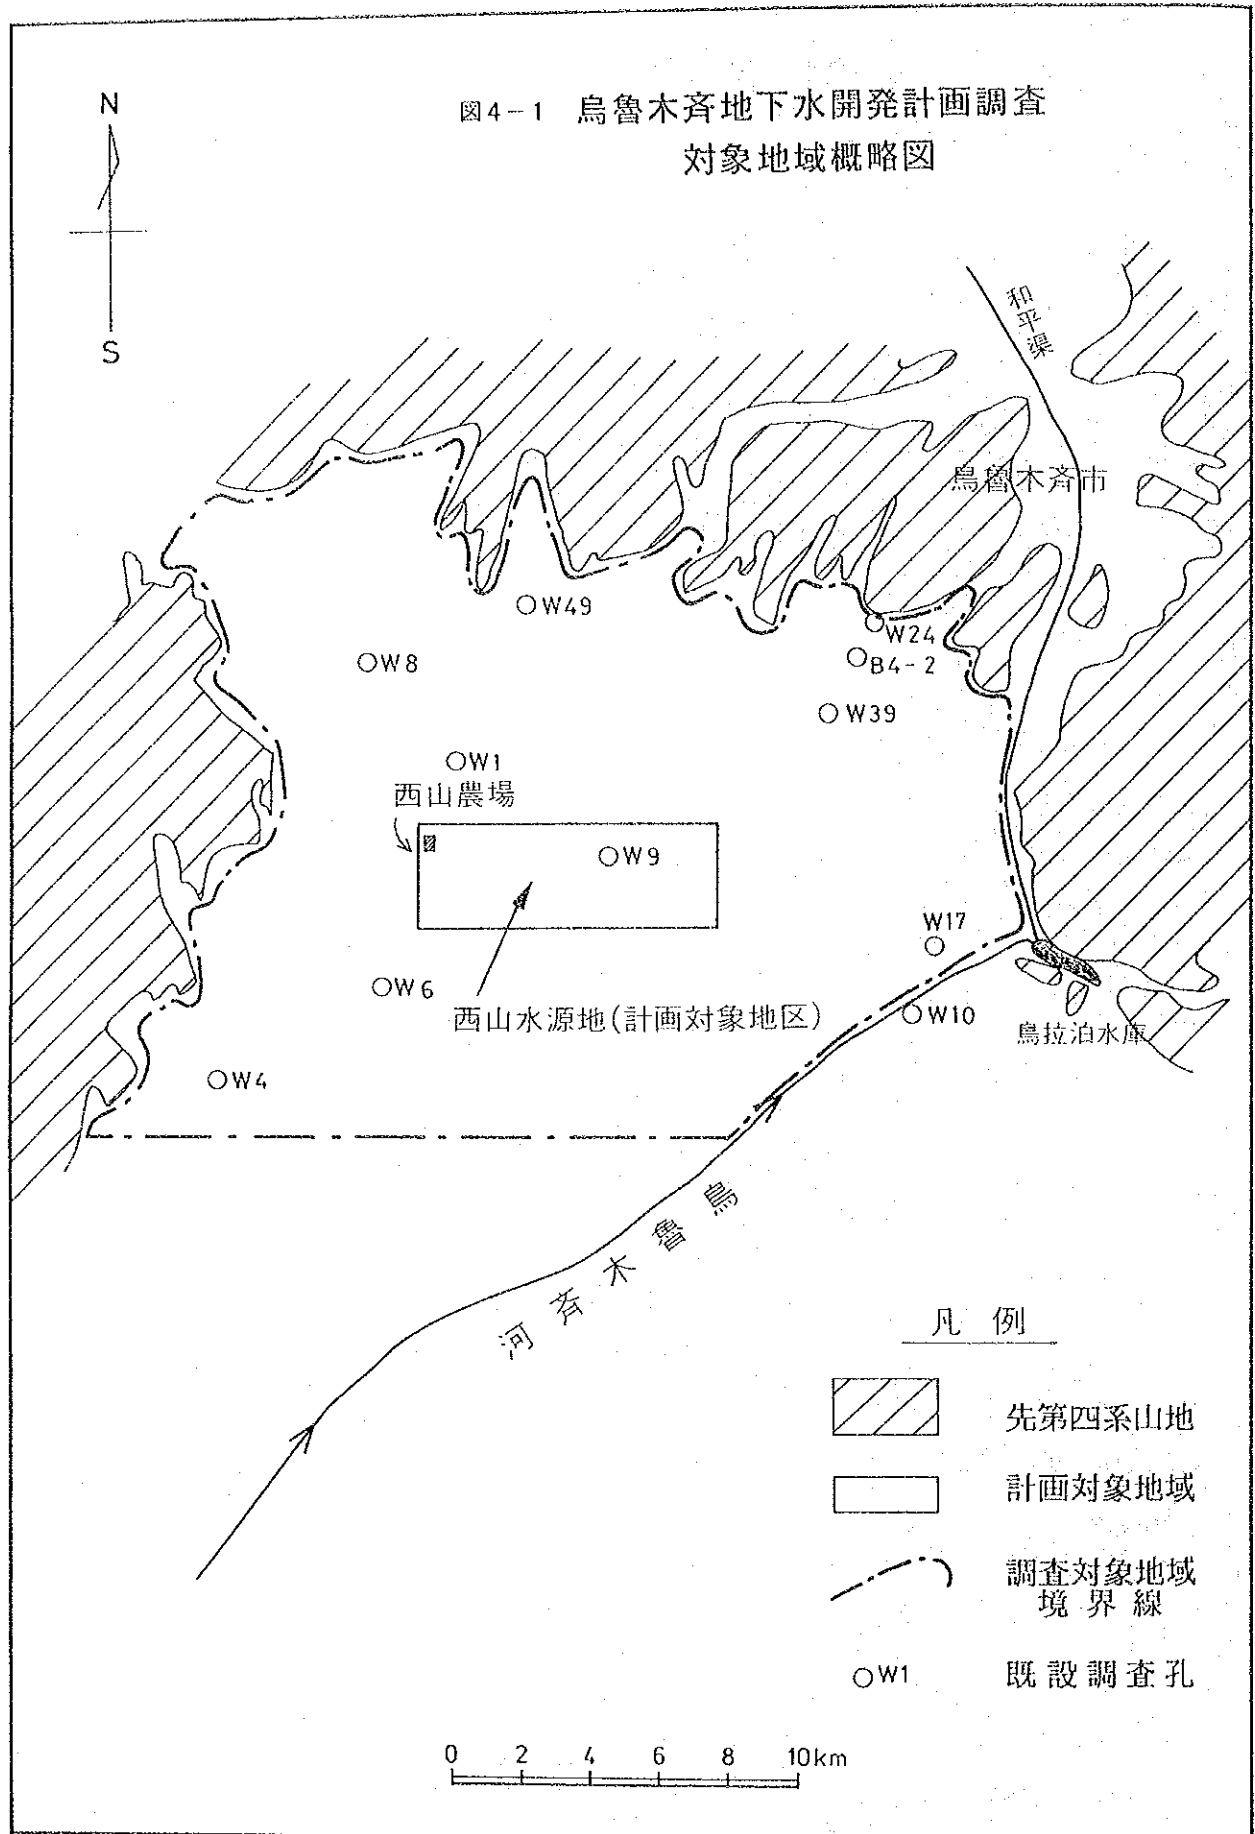 図4-1 烏魯木斉地下水開発計画調査
対象地域概略図
N
S
和平渠
烏魯木斉市
W49
W24
W8
B4-2
W39
W1
西山農場
W9
W17
W6
西山水源地(計画対象地区)
W10
烏拉泊水庫
W4
河斉木魯烏
凡例
先第四系山地
計画対象地域
調査対象地域
境界線
W1 既設調査孔
0 2 4 6 8 10km